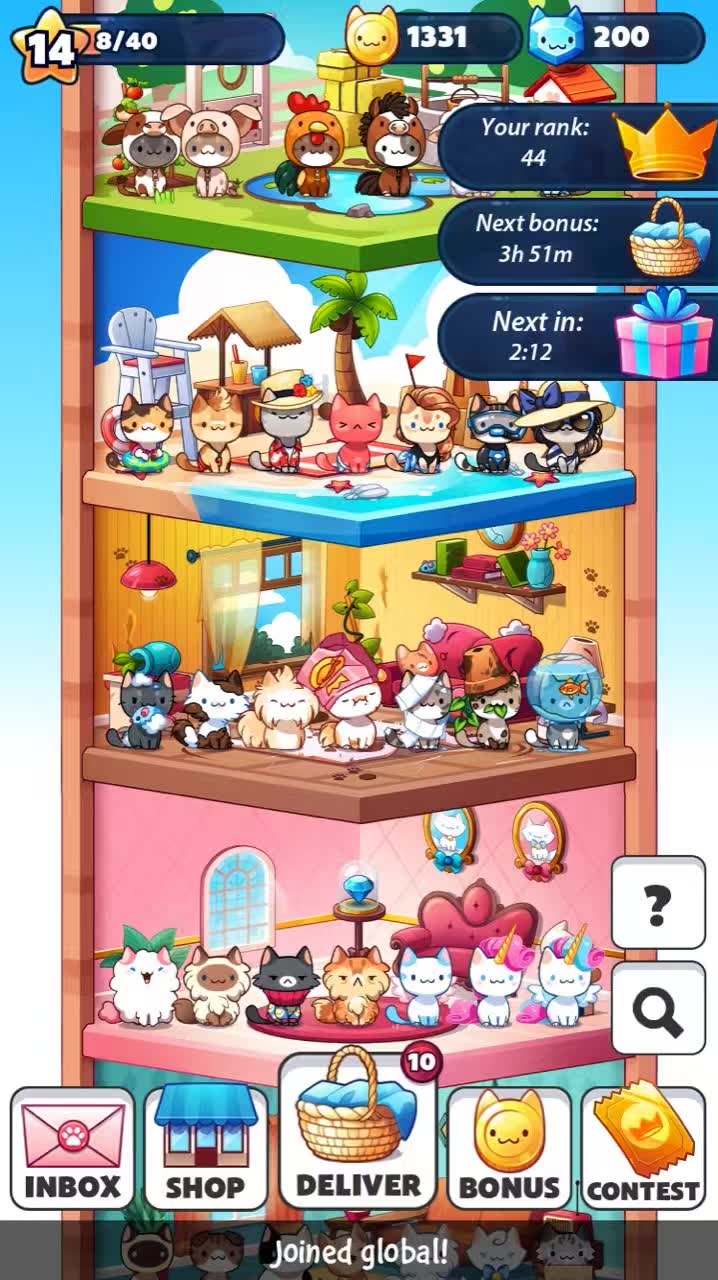 14
8/40
1331
200
Your rank:
44
Next bonus:
3h 51m
Next in:
2:12
?
10
INBOX
SHOP
DELIVER
BONUS
CONTEST
Joined global!